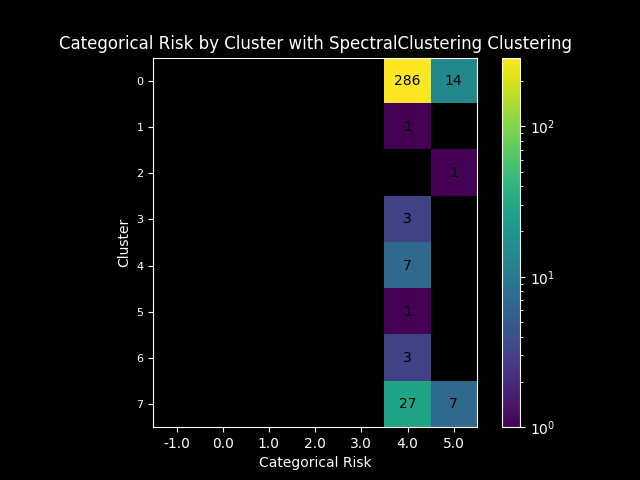 Categorical Risk by Cluster with SpectralClustering Clustering
0 286 14
1 1
2 1
3 3
4 7
5 1
6 3
7 27 7
Cluster
-1.0 0.0 1.0 2.0 3.0 4.0 5.0
Categorical Risk
10²
10¹
10⁰